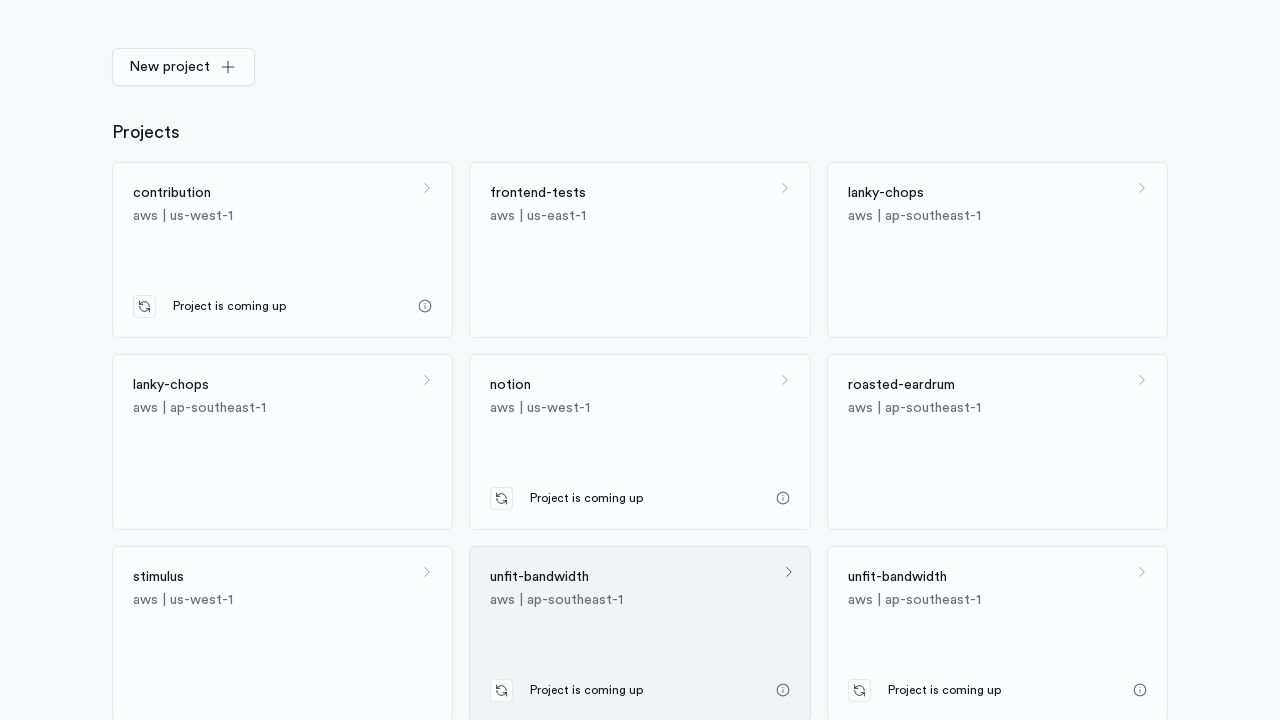 New project
Projects
contribution
aws | us-west-1
Project is coming up
frontend-tests
aws | us-east-1
lanky-chops
aws | ap-southeast-1
lanky-chops
aws | ap-southeast-1
notion
aws | us-west-1
Project is coming up
roasted-eardrum
aws | ap-southeast-1
stimulus
aws | us-west-1
unfit-bandwidth
aws | ap-southeast-1
Project is coming up
unfit-bandwidth
aws | ap-southeast-1
Project is coming up